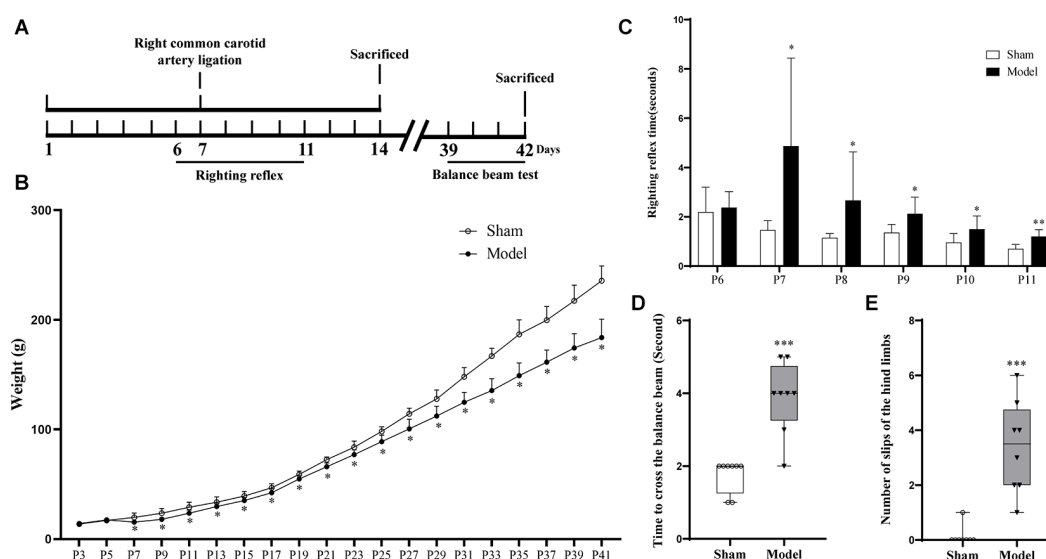 A
Right common carotid
artery ligation
Sacrificed
Sacrificed
1 6 7 11 14 39 42 Days
Righting reflex
Balance beam test
B
Weight (g)
300
200
100
0
Sham
Model
* * * * * * * * * * * * * * * * * *
P3 P5 P7 P9 P11 P13 P15 P17 P19 P21 P23 P25 P27 P29 P31 P33 P35 P37 P39 P41
C
Righting reflex time(seconds)
10
8
6
4
2
0
Sham
Model
* * * * **
P6 P7 P8 P9 P10 P11
D
Time to cross the balance beam (Second)
6
4
2
0
***
Sham Model
E
Number of slips of the hind limbs
8
6
4
2
0
***
Sham Model